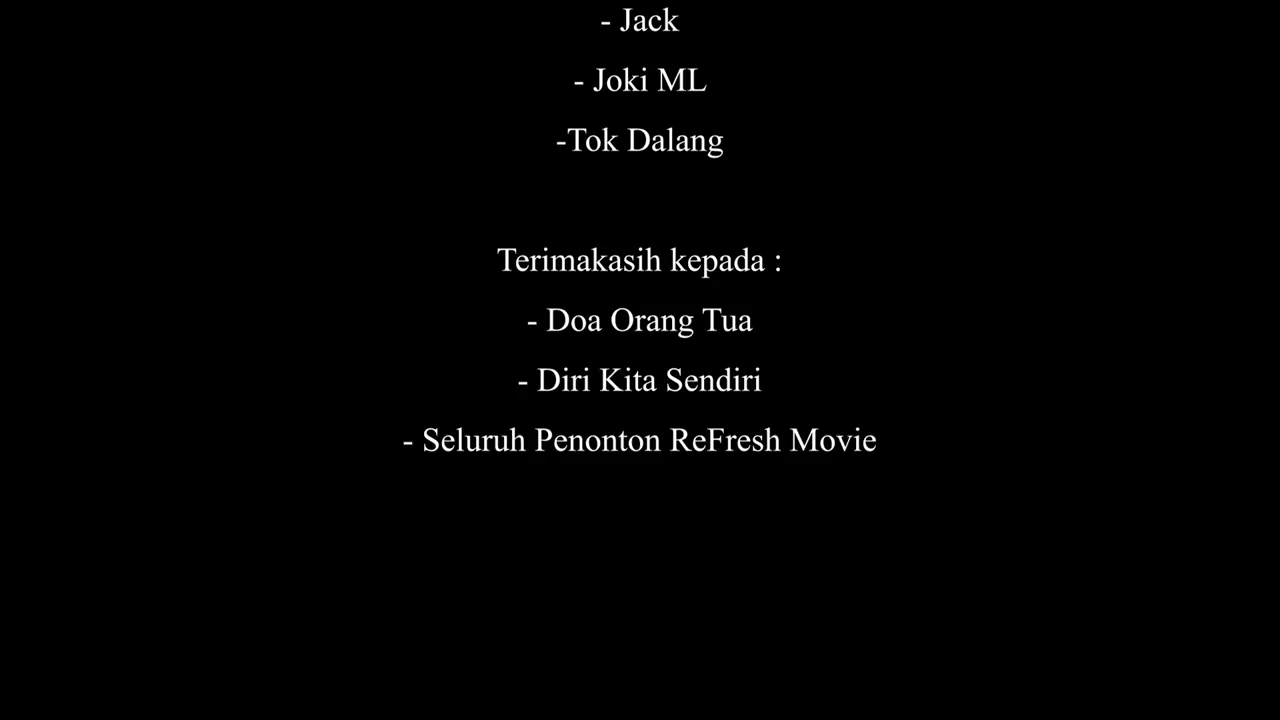 - Jack
- Joki ML
-Tok Dalang
Terimakasih kepada :
- Doa Orang Tua
- Diri Kita Sendiri
- Seluruh Penonton ReFresh Movie